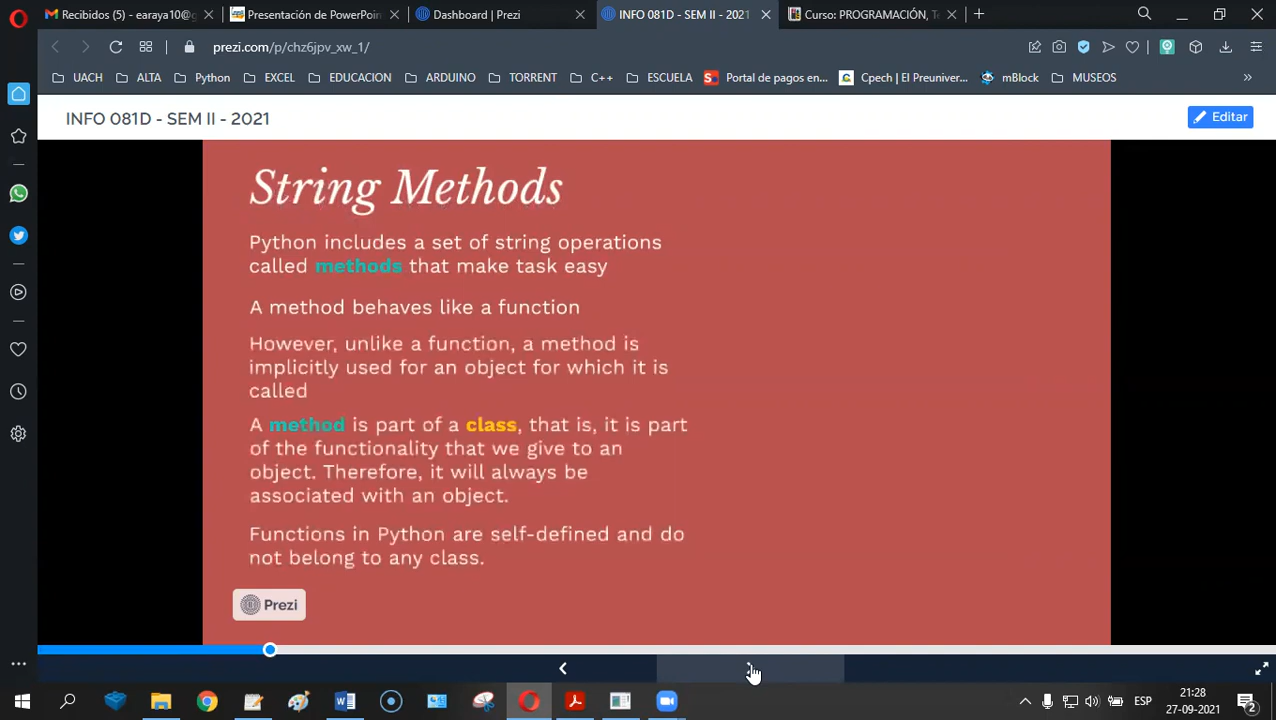 Recibidos (5) - earaya10@g
Presentación de PowerPoin
Dashboard | Prezi
INFO 081D - SEM II - 2021
Curso: PROGRAMACIÓN, Te
prezi.com/p/chz6jpv_xw_1/
UACH
ALTA
Python
EXCEL
EDUCACION
ARDUINO
TORRENT
C++
ESCUELA
Portal de pagos en...
Cpech | El Preuniver...
mBlock
MUSEOS
INFO 081D - SEM II - 2021
Editar
String Methods
Python includes a set of string operations
called methods that make task easy
A method behaves like a function
However, unlike a function, a method is
implicitly used for an object for which it is
called
A method is part of a class, that is, it is part
of the functionality that we give to an
object. Therefore, it will always be
associated with an object.
Functions in Python are self-defined and do
not belong to any class.
Prezi
ESP
21:28
27-09-2021
2